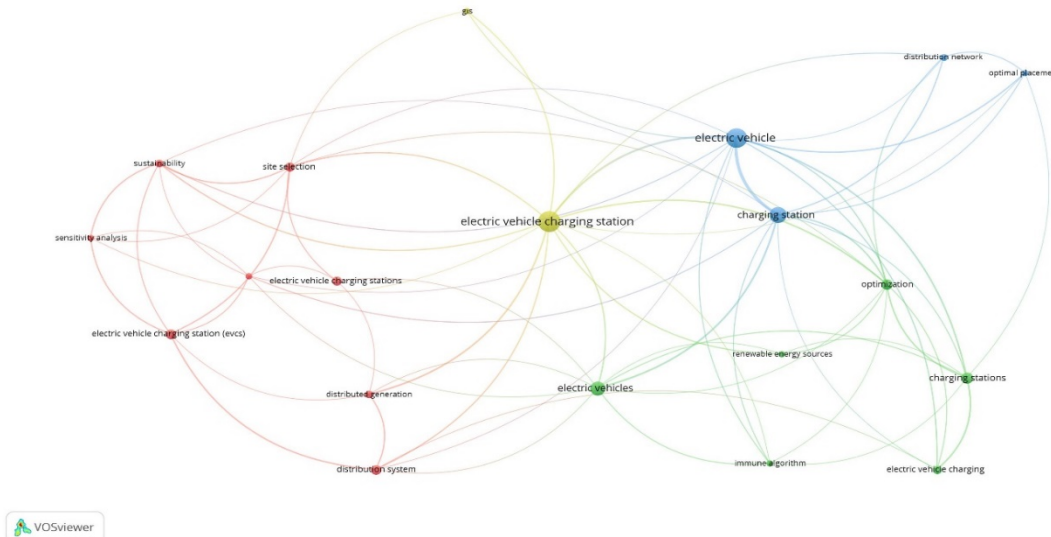 gis
distribution network
optimal placeme
electric vehicle
sustainability
site selection
charging station
electric vehicle charging station
sensitivity analysis
electric vehicle charging stations
optimization
electric vehicle charging station (evcs)
renewable energy sources
charging stations
electric vehicles
distributed generation
immune algorithm
distribution system
electric vehicle charging
VOSviewer